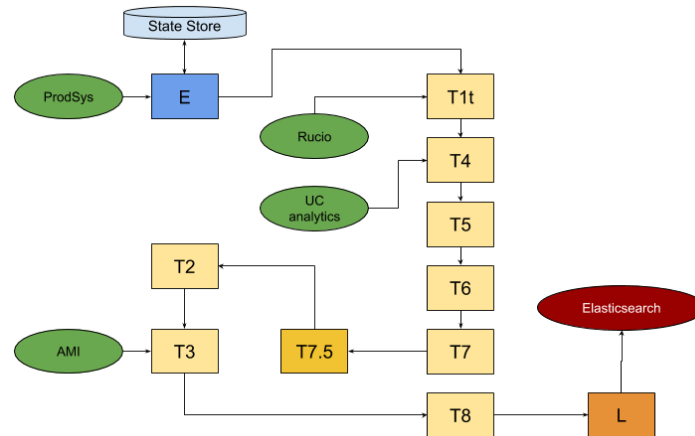 State Store
ProdSys
E
T1t
Rucio
T4
UC
analytics
T5
T2
T6
Elasticsearch
AMI
T3
T7.5
T7
T8
L